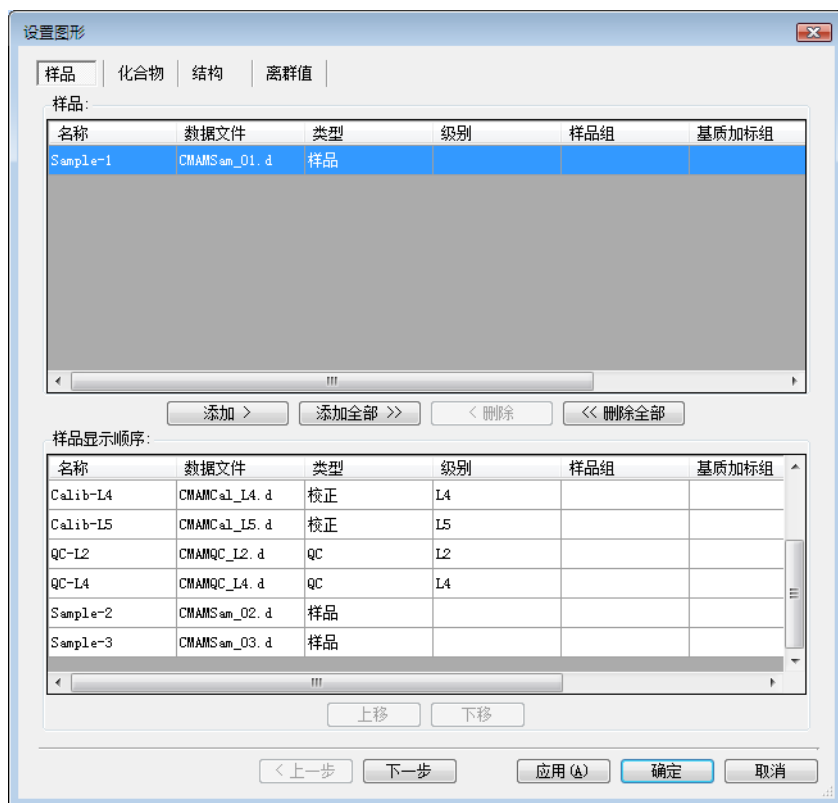 设置图形
样品 化合物 结构 离群值
样品:
名称 数据文件 类型 级别 样品组 基质加标组
Sample-1 CMAMSam_01.d 样品
添加 > 添加全部 >> < 删除 << 删除全部
样品显示顺序:
名称 数据文件 类型 级别 样品组 基质加标组
Calib-L4 CMAMCal_L4.d 校正 L4
Calib-L5 CMAMCal_L5.d 校正 L5
QC-L2 CMAMQC_L2.d QC L2
QC-L4 CMAMQC_L4.d QC L4
Sample-2 CMAMSam_02.d 样品
Sample-3 CMAMSam_03.d 样品
上移 下移
< 上一步 下一步 应用(A) 确定 取消